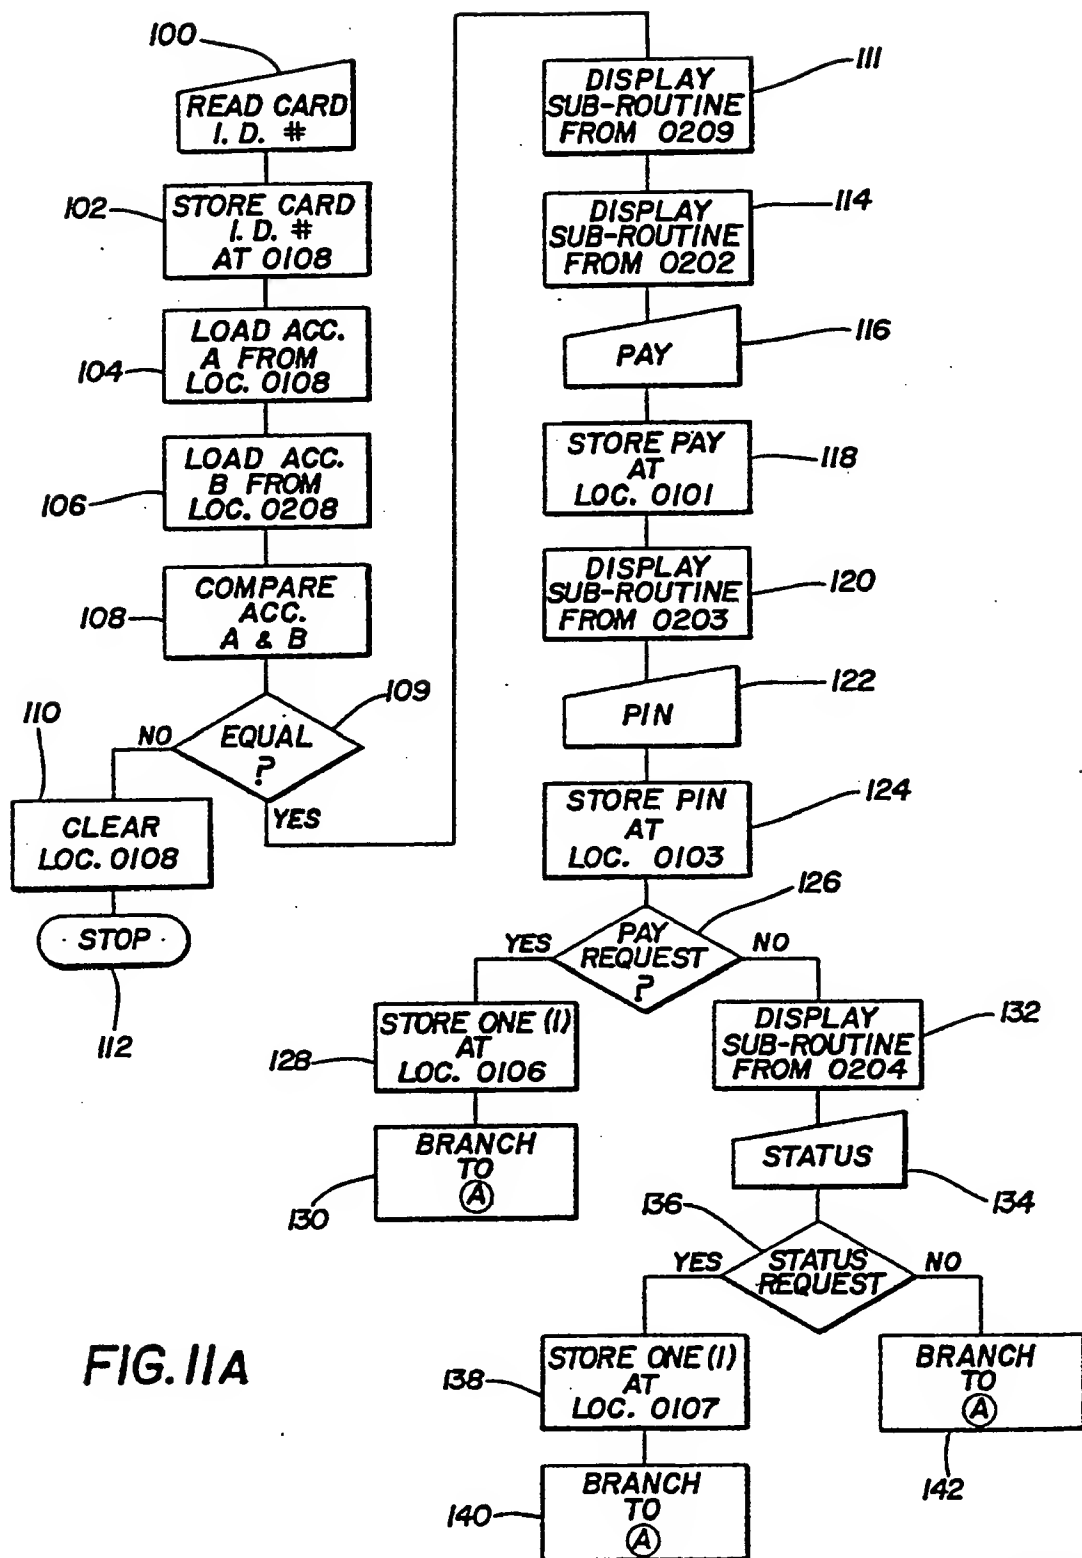 100
READ CARD
I. D. #
102
STORE CARD
I. D. #
AT 0108
104
LOAD ACC.
A FROM
LOC. 0108
106
LOAD ACC.
B FROM
LOC. 0208
108
COMPARE
ACC.
A & B
109
EQUAL
?
NO
YES
110
CLEAR
LOC. 0108
STOP
112
111
DISPLAY
SUB-ROUTINE
FROM 0209
114
DISPLAY
SUB-ROUTINE
FROM 0202
116
PAY
118
STORE PAY
AT
LOC. 0101
120
DISPLAY
SUB-ROUTINE
FROM 0203
122
PIN
124
STORE PIN
AT
LOC. 0103
126
PAY
REQUEST
?
YES
NO
128
STORE ONE (1)
AT
LOC. 0106
130
BRANCH
TO
A
132
DISPLAY
SUB-ROUTINE
FROM 0204
STATUS
134
136
STATUS
REQUEST
YES
NO
138
STORE ONE (1)
AT
LOC. 0107
140
BRANCH
TO
A
BRANCH
TO
A
142
FIG. 11A